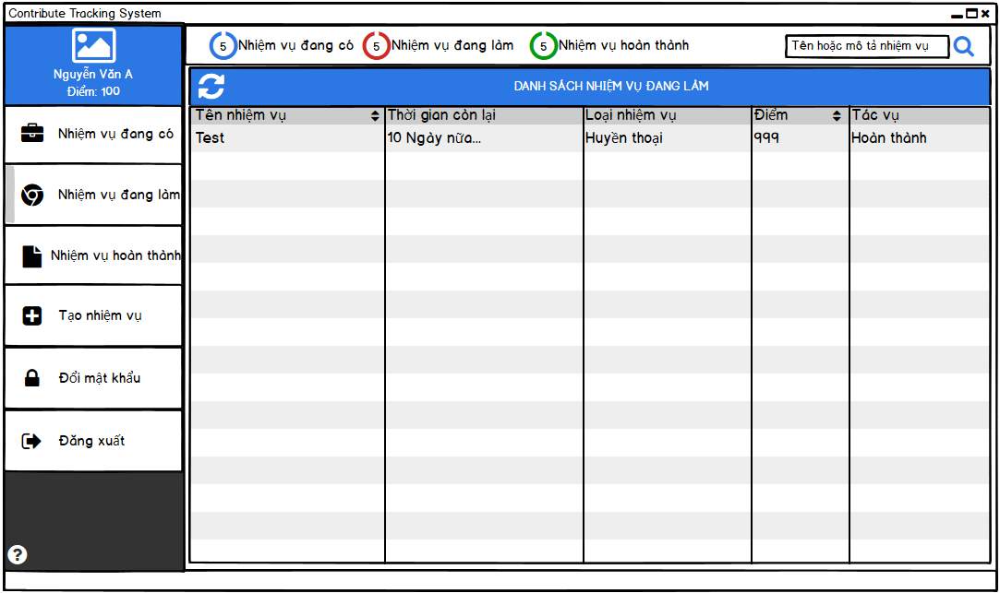 Contribute Tracking System
Nguyễn Văn A
Điểm: 100
5 Nhiệm vụ đang có 5 Nhiệm vụ đang làm 5 Nhiệm vụ hoàn thành Tên hoặc mô tả nhiệm vụ
DANH SÁCH NHIỆM VỤ ĐANG LÀM
Tên nhiệm vụ Thời gian còn lại Loại nhiệm vụ Điểm Tác vụ
Test 10 Ngày nữa... Huyền thoại 999 Hoàn thành
Nhiệm vụ đang có
Nhiệm vụ đang làm
Nhiệm vụ hoàn thành
Tạo nhiệm vụ
Đổi mật khẩu
Đăng xuất
?